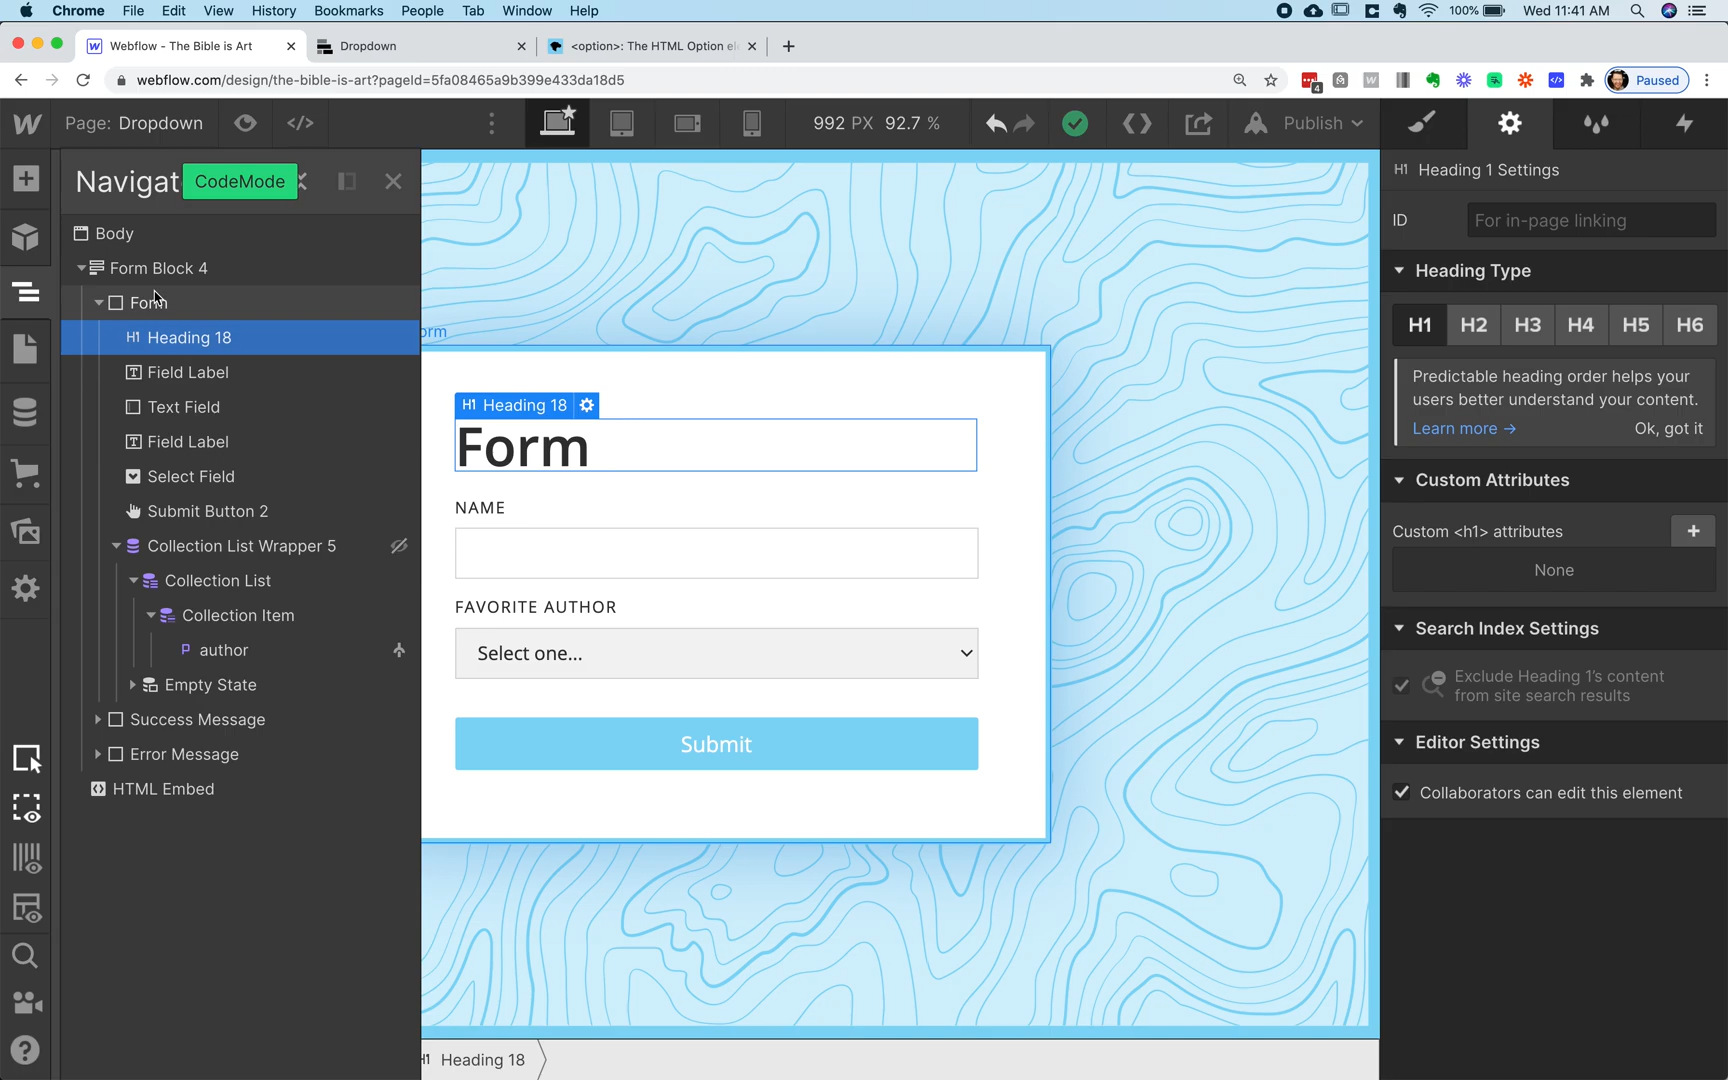 Chrome File Edit View History Bookmarks People Tab Window Help
100% Wed 11:41 AM
Webflow - The Bible is Art
Dropdown
<option>: The HTML Option el
webflow.com/design/the-bible-is-art?pageId=5fa08465a9b399e433da18d5
4
Paused
Page: Dropdown
992 PX 92.7 %
Publish
Navigat
CodeMode
Body
Form Block 4
Form
H1 Heading 18
Field Label
Text Field
Field Label
Select Field
Submit Button 2
Collection List Wrapper 5
Collection List
Collection Item
author
Empty State
Success Message
Error Message
HTML Embed
orm
H1 Heading 18
Form
NAME
FAVORITE AUTHOR
Select one...
Submit
H1 Heading 18
H1 Heading 1 Settings
ID
For in-page linking
Heading Type
H1 H2 H3 H4 H5 H6
Predictable heading order helps your
users better understand your content.
Learn more →
Ok, got it
Custom Attributes
Custom <h1> attributes
+
None
Search Index Settings
Exclude Heading 1's content
from site search results
Editor Settings
Collaborators can edit this element